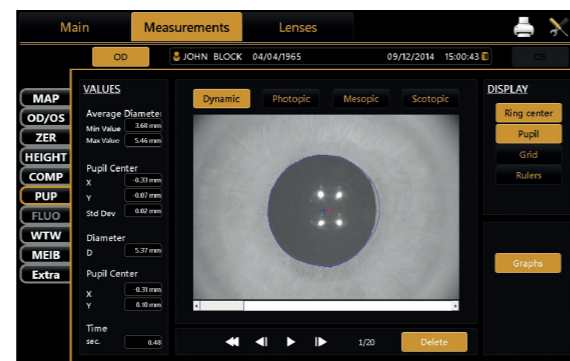 Main Measurements Lenses
OD JOHN BLOCK 04/04/1965 09/12/2014 15:00:43 OS
MAP
OD/OS
ZER
HEIGHT
COMP
PUP
FLUO
WTW
MEIB
Extra
VALUES
Average Diameter
Min Value 3.68 mm
Max Value 5.46 mm
Pupil Center
X -0.33 mm
Y -0.07 mm
Std Dev 0.02 mm
Diameter
D 5.37 mm
Pupil Center
X -0.31 mm
Y 0.10 mm
Time
sec. 0.48
Dynamic Photopic Mesopic Scotopic
1/20 Delete
DISPLAY
Ring center
Pupil
Grid
Rulers
Graphs